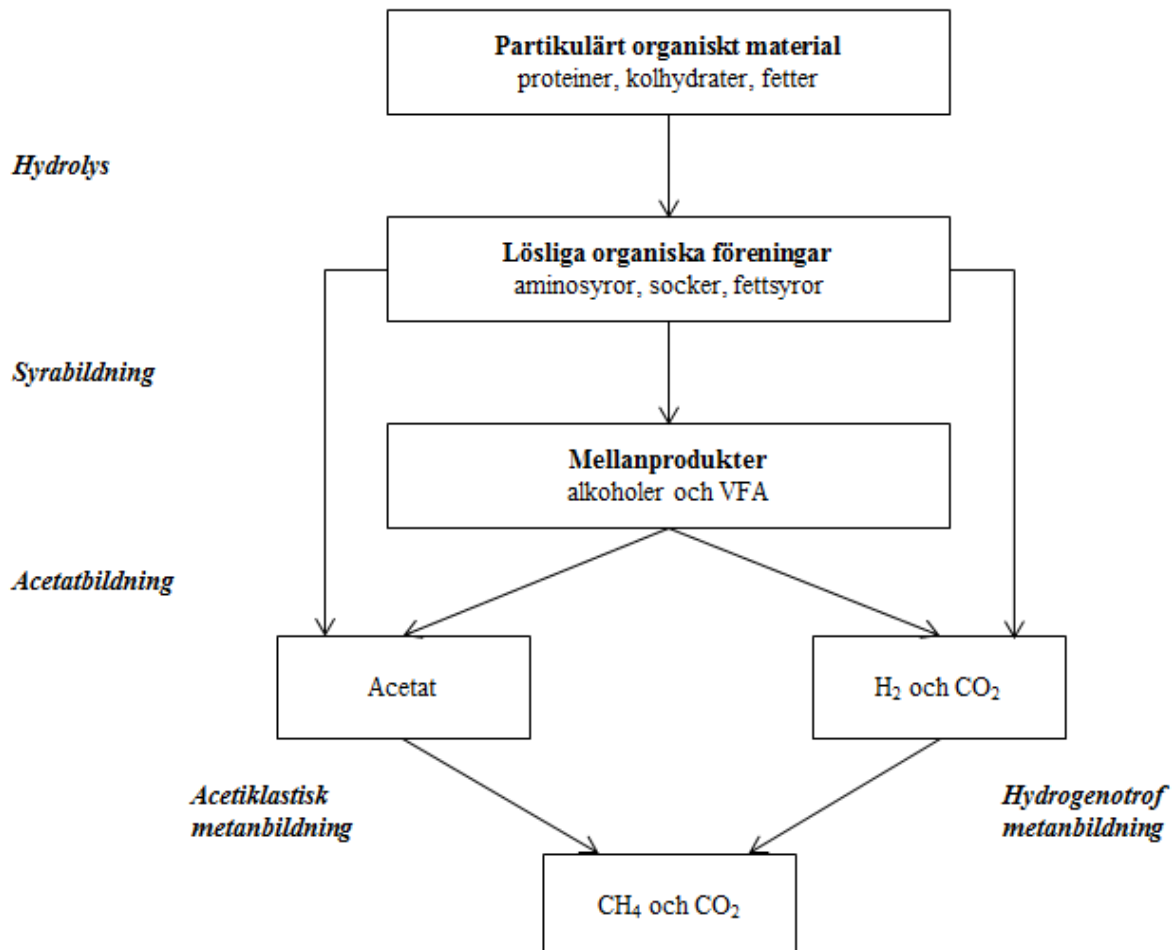 Partikulärt organiskt material
proteiner, kolhydrater, fetter
Hydrolys
Lösliga organiska föreningar
aminosyror, socker, fettsyror
Syrabildning
Mellanprodukter
alkoholer och VFA
Acetatbildning
Acetat
H₂ och CO₂
Acetiklastisk
metanbildning
Hydrogenotrof
metanbildning
CH₄ och CO₂